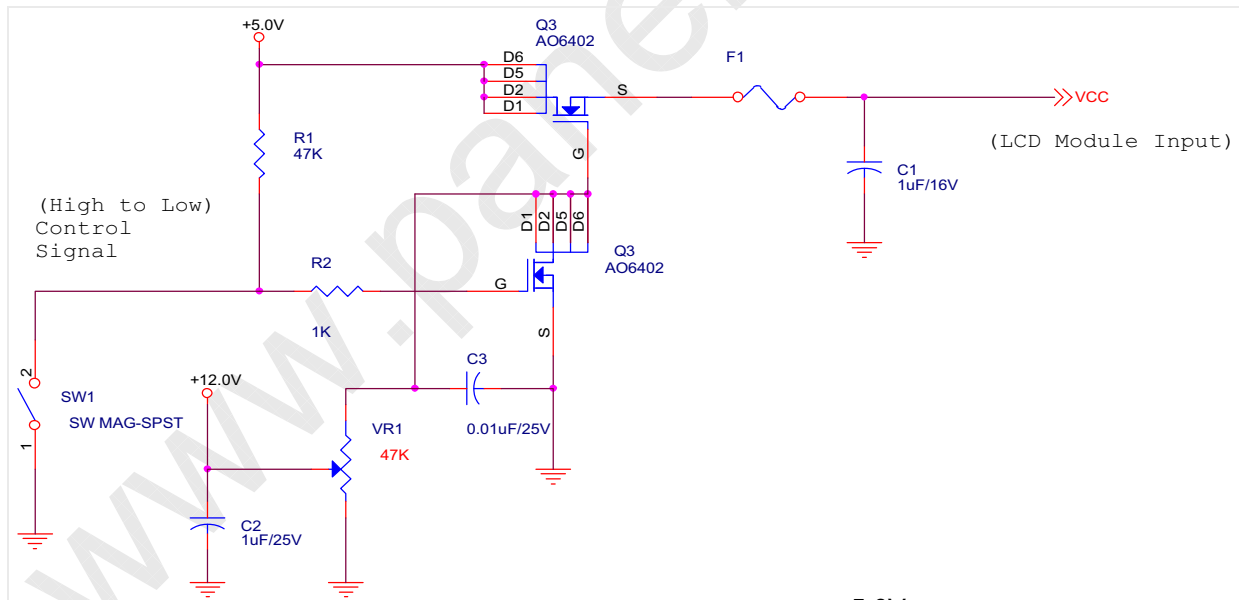 +5.0V
Q3
AO6402
D6
D5
D2
D1
S
G
F1
VCC
(LCD Module Input)
R1
47K
C1
1uF/16V
(High to Low)
Control
Signal
D1
D2
D5
D6
Q3
AO6402
R2
1K
G
S
C3
0.01uF/25V
2
SW1
SW MAG-SPST
1
+12.0V
VR1
47K
C2
1uF/25V
www.pane